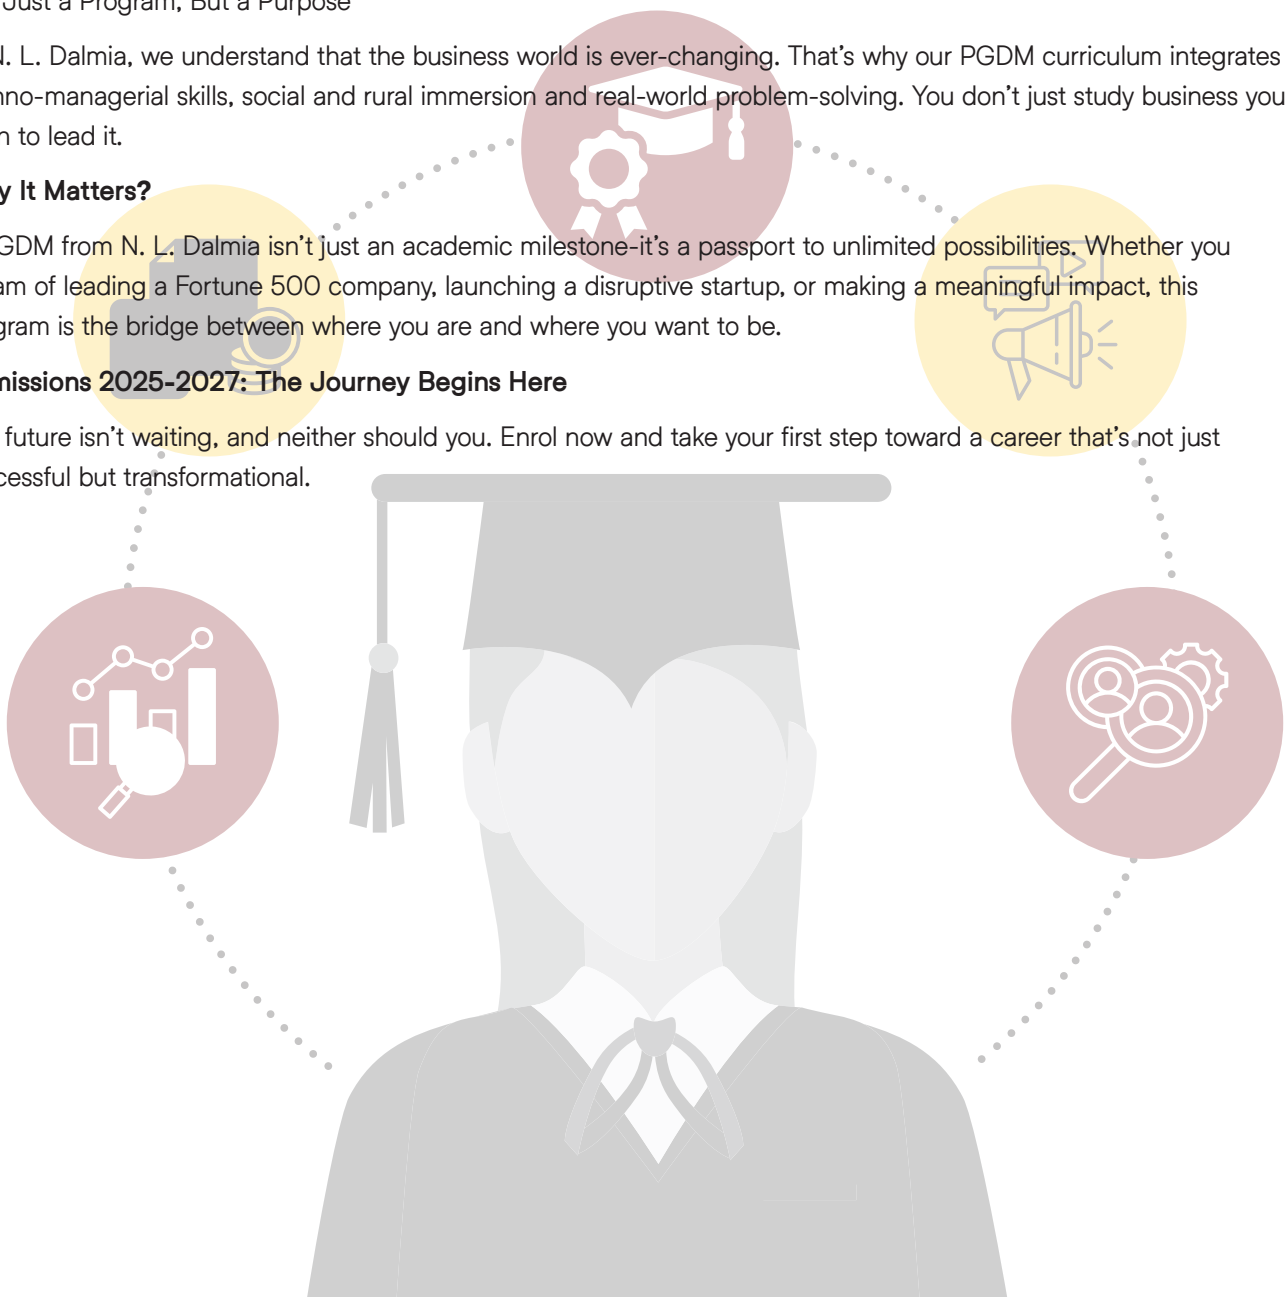 Just a Program, But a Purpose
N. L. Dalmia, we understand that the business world is ever-changing. That's why our PGDM curriculum integrates
hno-managerial skills, social and rural immersion and real-world problem-solving. You don't just study business you
n to lead it.
y It Matters?
GDM from N. L. Dalmia isn't just an academic milestone-it's a passport to unlimited possibilities. Whether you
am of leading a Fortune 500 company, launching a disruptive startup, or making a meaningful impact, this
gram is the bridge between where you are and where you want to be.
missions 2025-2027: The Journey Begins Here
future isn't waiting, and neither should you. Enrol now and take your first step toward a career that's not just
cessful but transformational.